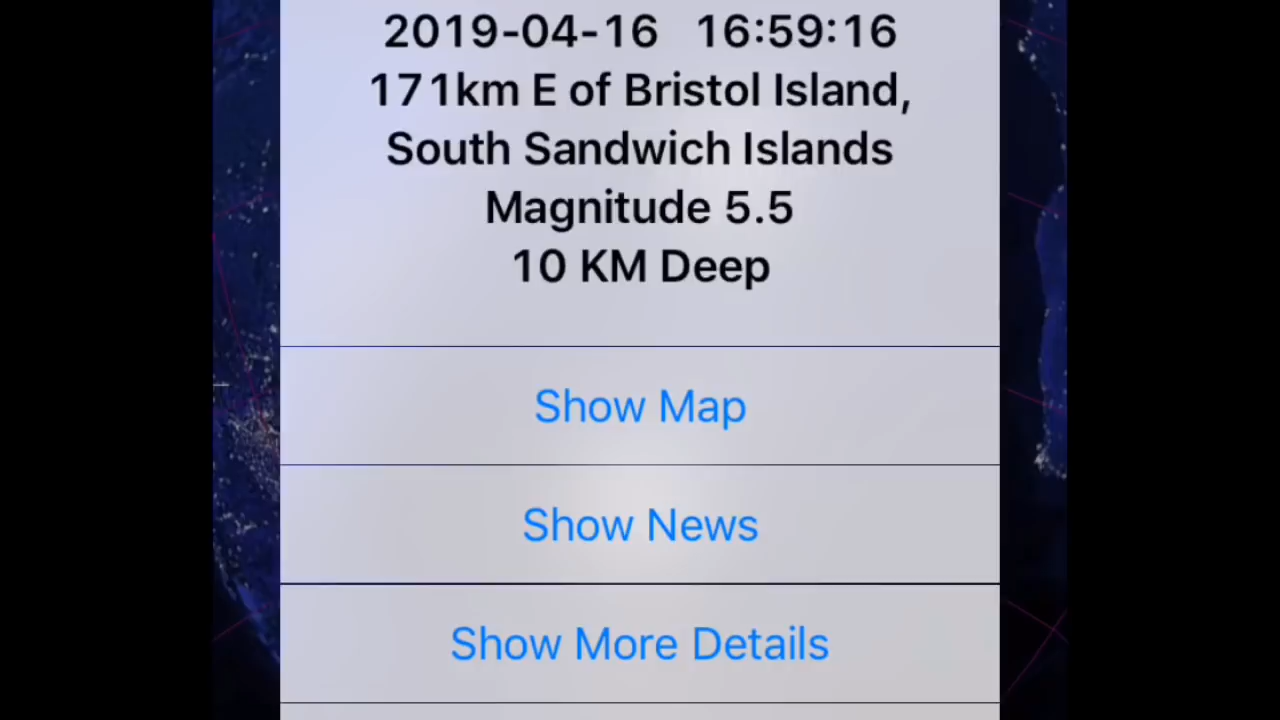 2019-04-16 16:59:16
171km E of Bristol Island,
South Sandwich Islands
Magnitude 5.5
10 KM Deep
Show Map
Show News
Show More Details